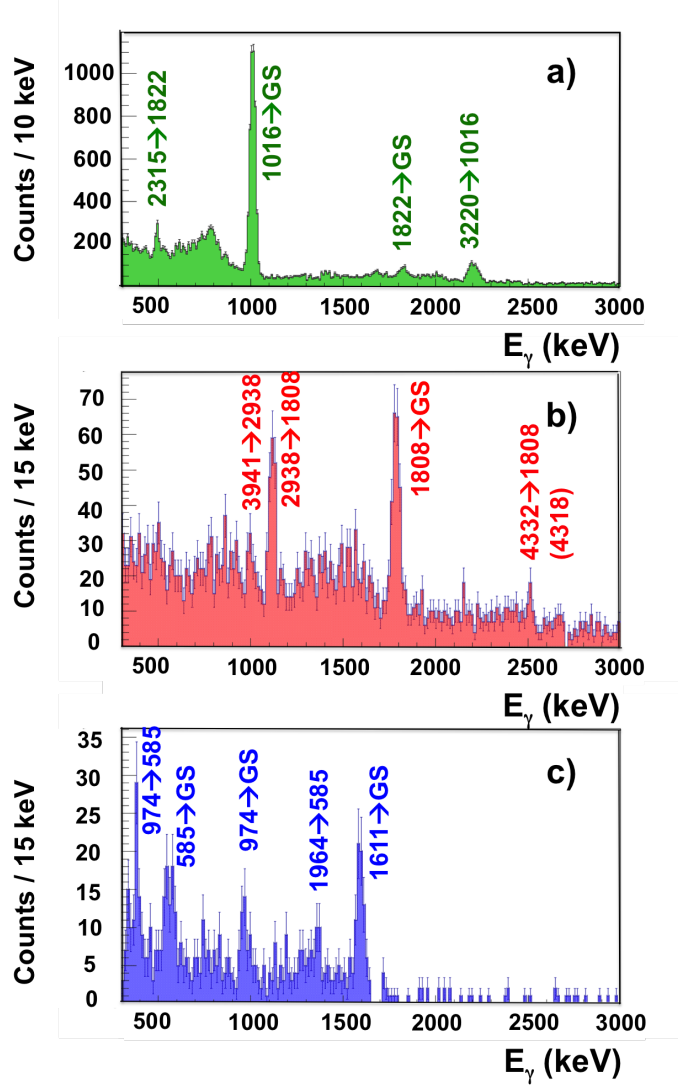 a)
Counts / 10 keV
1000
800
600
400
200
2315→1822
1016→GS
1822→GS
3220→1016
500 1000 1500 2000 2500 3000
Eγ (keV)
b)
Counts / 15 keV
70
60
50
40
30
20
10
0
3941→2938
2938→1808
1808→GS
4332→1808
(4318)
500 1000 1500 2000 2500 3000
Eγ (keV)
c)
Counts / 15 keV
35
30
25
20
15
10
5
0
974→585
585→GS
974→GS
1964→585
1611→GS
500 1000 1500 2000 2500 3000
Eγ (keV)